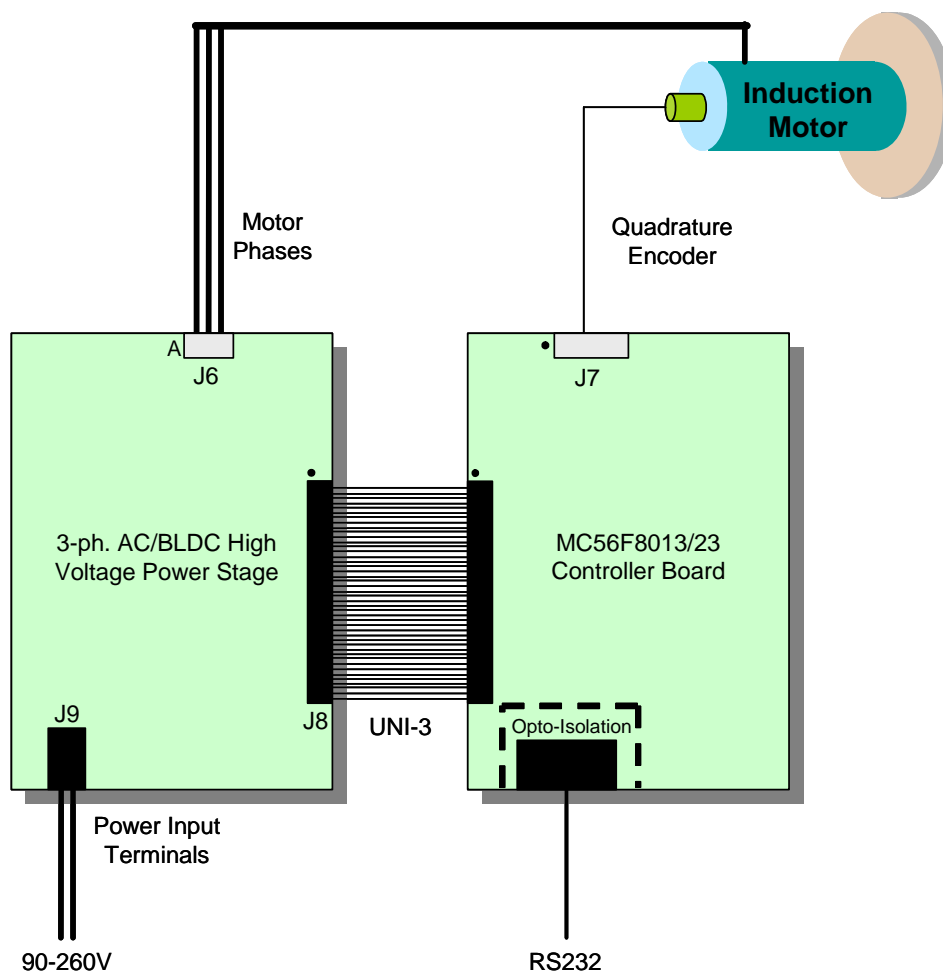 Induction
Motor
Motor
Phases
Quadrature
Encoder
A
J6
J7
3-ph. AC/BLDC High
Voltage Power Stage
MC56F8013/23
Controller Board
J9
J8
UNI-3
Opto-Isolation
Power Input
Terminals
90-260V
RS232